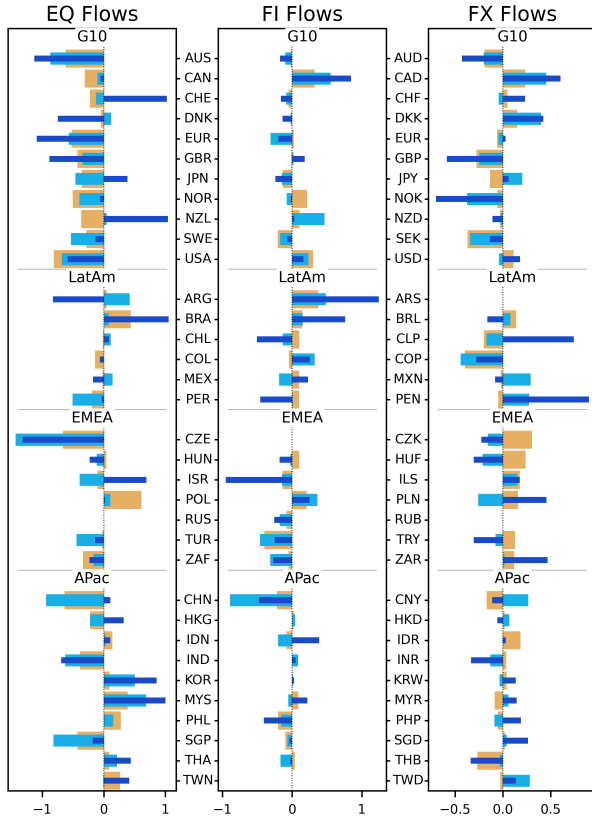 EQ Flows FI Flows FX Flows
G10 G10 G10
AUS AUD
CAN CAD
CHE CHF
DNK DKK
EUR EUR
GBR GBP
JPN JPY
NOR NOK
NZL NZD
SWE SEK
USA USD
LatAm LatAm LatAm
ARG ARS
BRA BRL
CHL CLP
COL COP
MEX MXN
PER PEN
EMEA EMEA EMEA
CZE CZK
HUN HUF
ISR ILS
POL PLN
RUS RUB
TUR TRY
ZAF ZAR
APac APac APac
CHN CNY
HKG HKD
IDN IDR
IND INR
KOR KRW
MYS MYR
PHL PHP
SGP SGD
THA THB
TWN TWD
−1 0 1 −1 0 1 −0.5 0.0 0.5